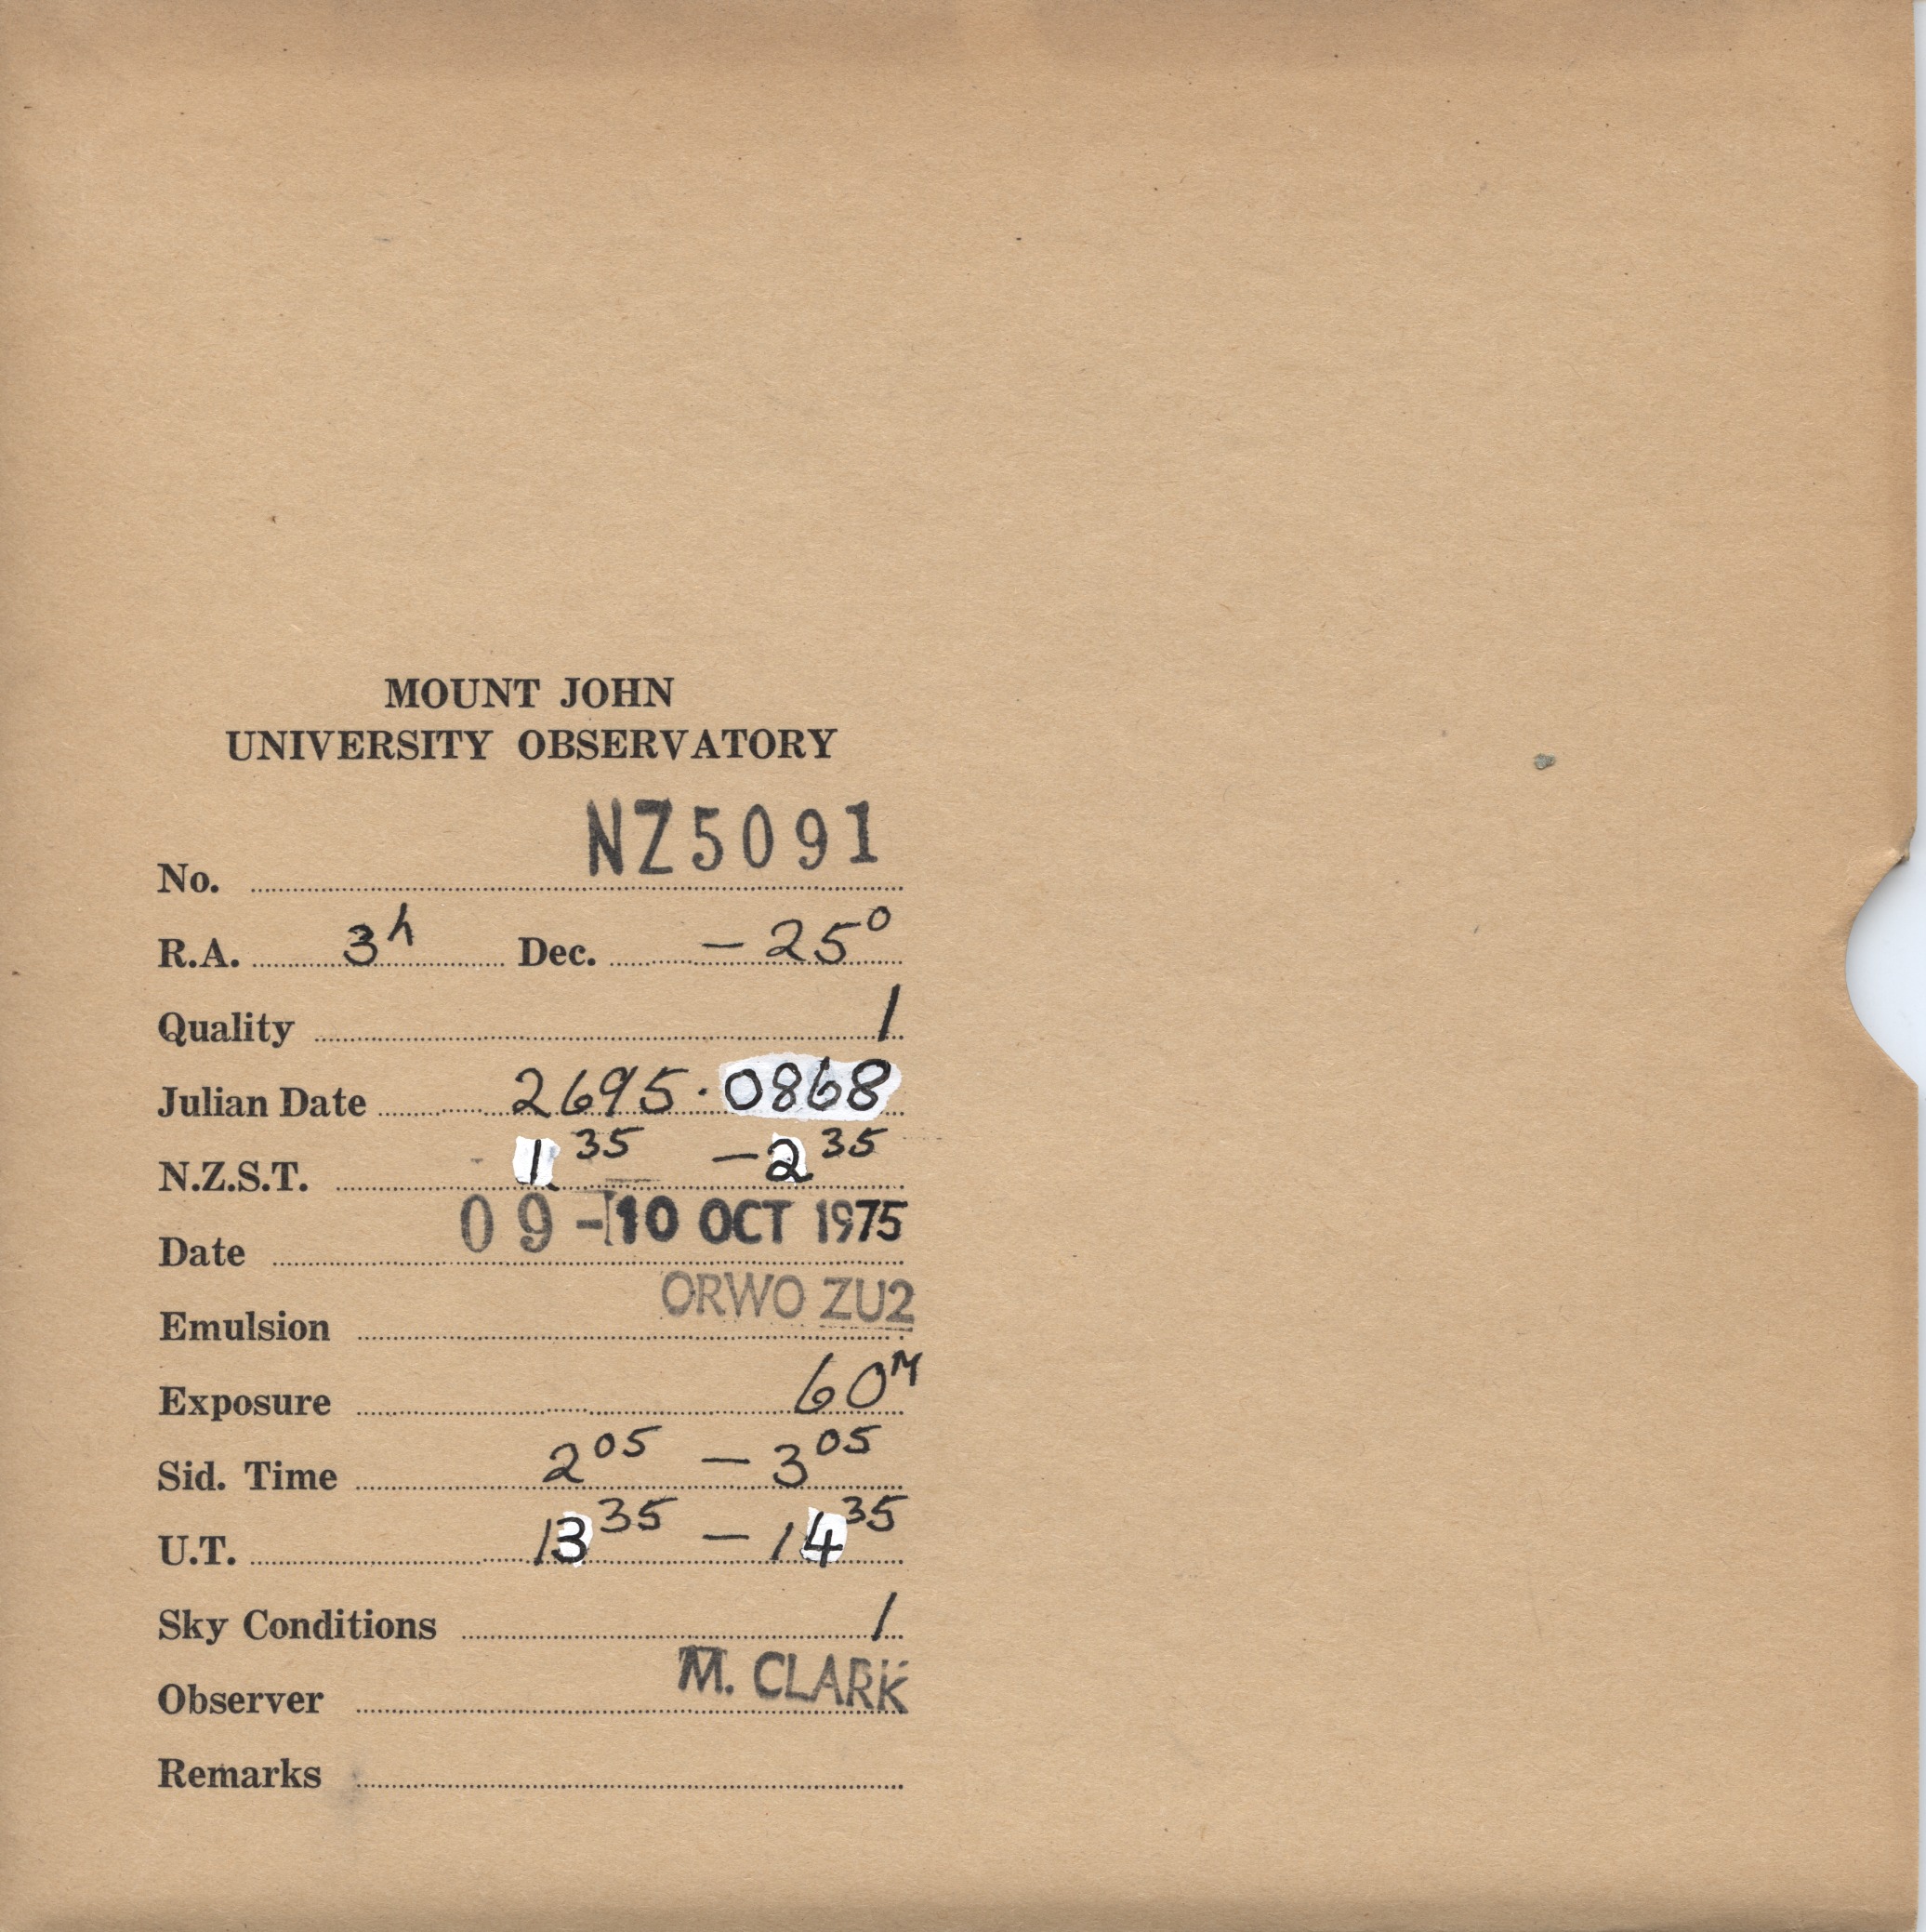 MOUNT JOHN
UNIVERSITY OBSERVATORY
No. NZ5091
R.A. 3h Dec. -25°
Quality 1
Julian Date 2695.0868
N.Z.S.T. 1 35 - 2 35
Date 09-10 OCT 1975
Emulsion ORWO ZU2
Exposure 60M
Sid. Time 2 05 - 3 05
U.T. 13 35 - 14 35
Sky Conditions 1
Observer M. CLARK
Remarks